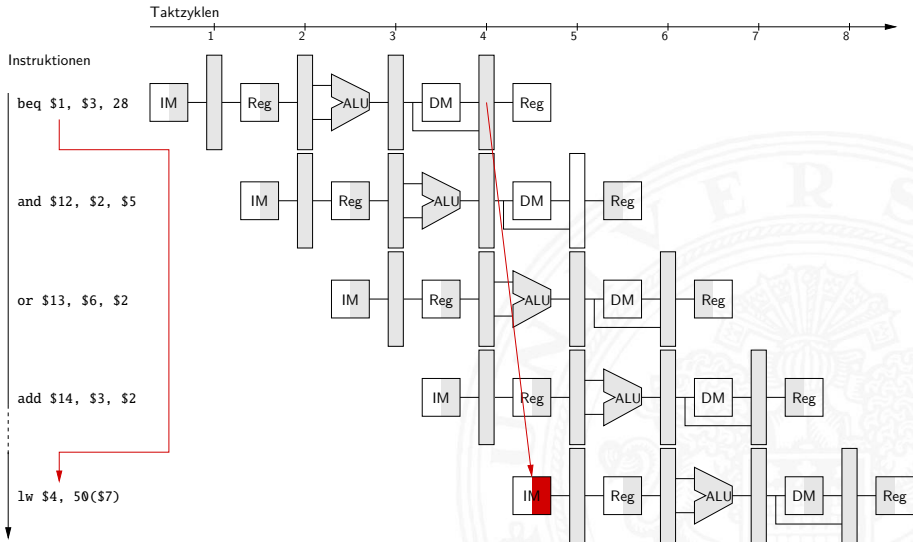 Taktzyklen
1 2 3 4 5 6 7 8
Instruktionen
beq $1, $3, 28 IM Reg ALU DM Reg
and $12, $2, $5 IM Reg ALU DM Reg
or $13, $6, $2 IM Reg ALU DM Reg
add $14, $3, $2 IM Reg ALU DM Reg
lw $4, 50($7) IM Reg ALU DM Reg
INIVERS